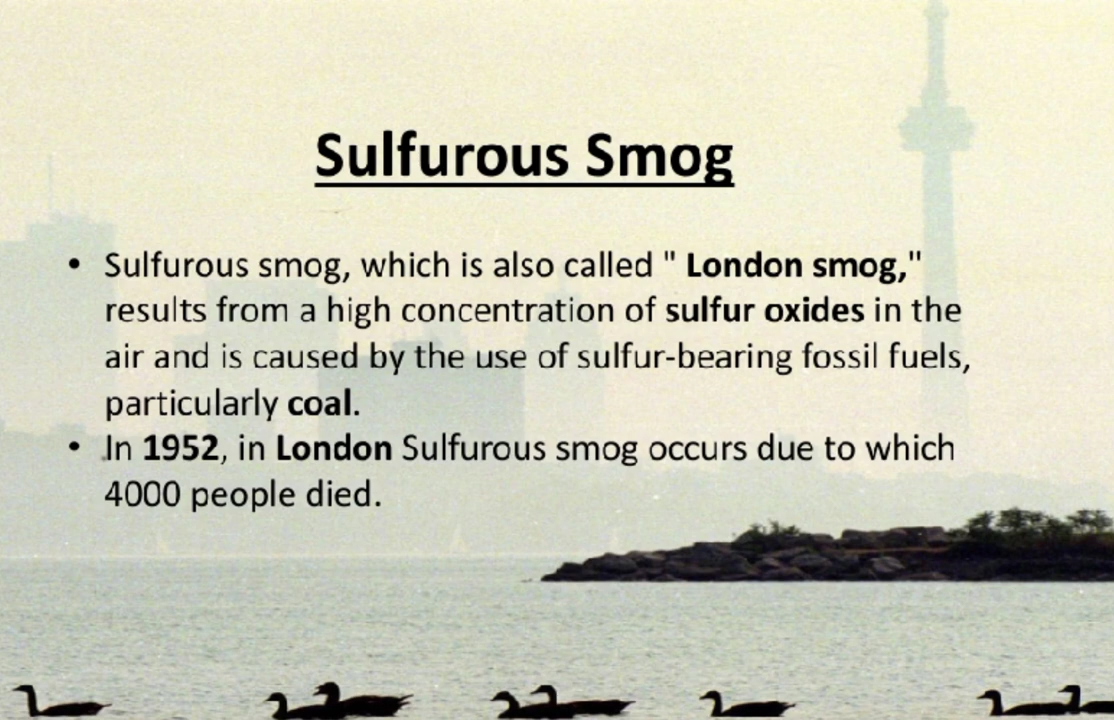 Sulfurous Smog
• Sulfurous smog, which is also called " London smog,"
results from a high concentration of sulfur oxides in the
air and is caused by the use of sulfur-bearing fossil fuels,
particularly coal.
• In 1952, in London Sulfurous smog occurs due to which
4000 people died.